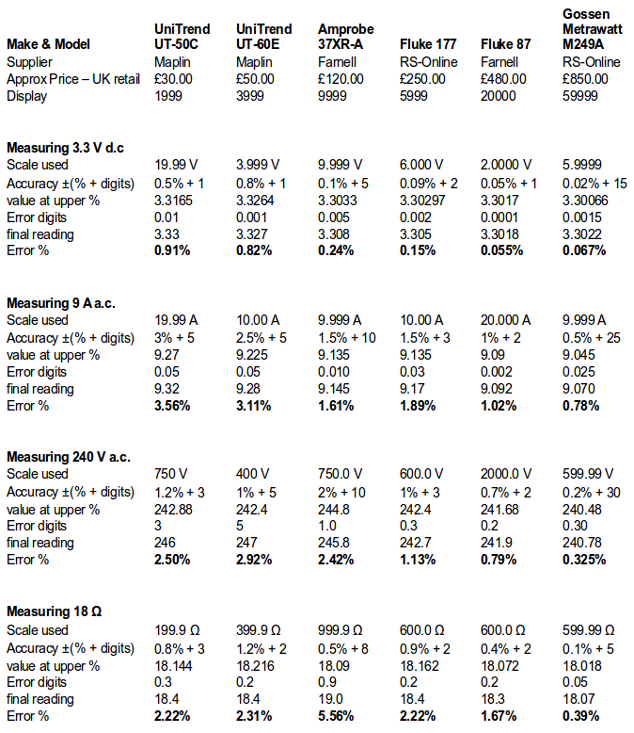 Make & Model UniTrend UT-50C UniTrend UT-60E Amprobe 37XR-A Fluke 177 Fluke 87 Gossen Metrawatt M249A
Supplier Maplin Maplin Farnell RS-Online Farnell RS-Online
Approx Price – UK retail £30.00 £50.00 £120.00 £250.00 £480.00 £850.00
Display 1999 3999 9999 5999 20000 59999
Measuring 3.3 V d.c
Scale used 19.99 V 3.999 V 9.999 V 6.000 V 2.0000 V 5.9999
Accuracy ±(% + digits) 0.5% + 1 0.8% + 1 0.1% + 5 0.09% + 2 0.05% + 1 0.02% + 15
value at upper % 3.3165 3.3264 3.3033 3.30297 3.3017 3.30066
Error digits 0.01 0.001 0.005 0.002 0.0001 0.0015
final reading 3.33 3.327 3.308 3.305 3.3018 3.3022
Error % 0.91% 0.82% 0.24% 0.15% 0.055% 0.067%
Measuring 9 A a.c.
Scale used 19.99 A 10.00 A 9.999 A 10.00 A 20.000 A 9.999 A
Accuracy ±(% + digits) 3% + 5 2.5% + 5 1.5% + 10 1.5% + 3 1% + 2 0.5% + 25
value at upper % 9.27 9.225 9.135 9.135 9.09 9.045
Error digits 0.05 0.05 0.010 0.03 0.002 0.025
final reading 9.32 9.28 9.145 9.17 9.092 9.070
Error % 3.56% 3.11% 1.61% 1.89% 1.02% 0.78%
Measuring 240 V a.c.
Scale used 750 V 400 V 750.0 V 600.0 V 2000.0 V 599.99 V
Accuracy ±(% + digits) 1.2% + 3 1% + 5 2% + 10 1% + 3 0.7% + 2 0.2% + 30
value at upper % 242.88 242.4 244.8 242.4 241.68 240.48
Error digits 3 5 1.0 0.3 0.2 0.30
final reading 246 247 245.8 242.7 241.9 240.78
Error % 2.50% 2.92% 2.42% 1.13% 0.79% 0.325%
Measuring 18 Ω
Scale used 199.9 Ω 399.9 Ω 999.9 Ω 600.0 Ω 600.0 Ω 599.99 Ω
Accuracy ±(% + digits) 0.8% + 3 1.2% + 2 0.5% + 8 0.9% + 2 0.4% + 2 0.1% + 5
value at upper % 18.144 18.216 18.09 18.162 18.072 18.018
Error digits 0.3 0.2 0.9 0.2 0.2 0.05
final reading 18.4 18.4 19.0 18.4 18.3 18.07
Error % 2.22% 2.31% 5.56% 2.22% 1.67% 0.39%